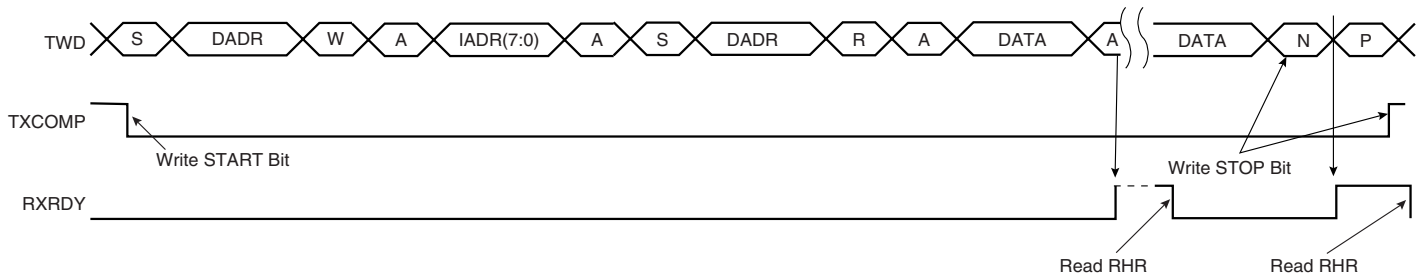 TWD S DADR W A IADR(7:0) A S DADR R A DATA A DATA N P
TXCOMP
Write START Bit
Write STOP Bit
RXRDY
Read RHR Read RHR